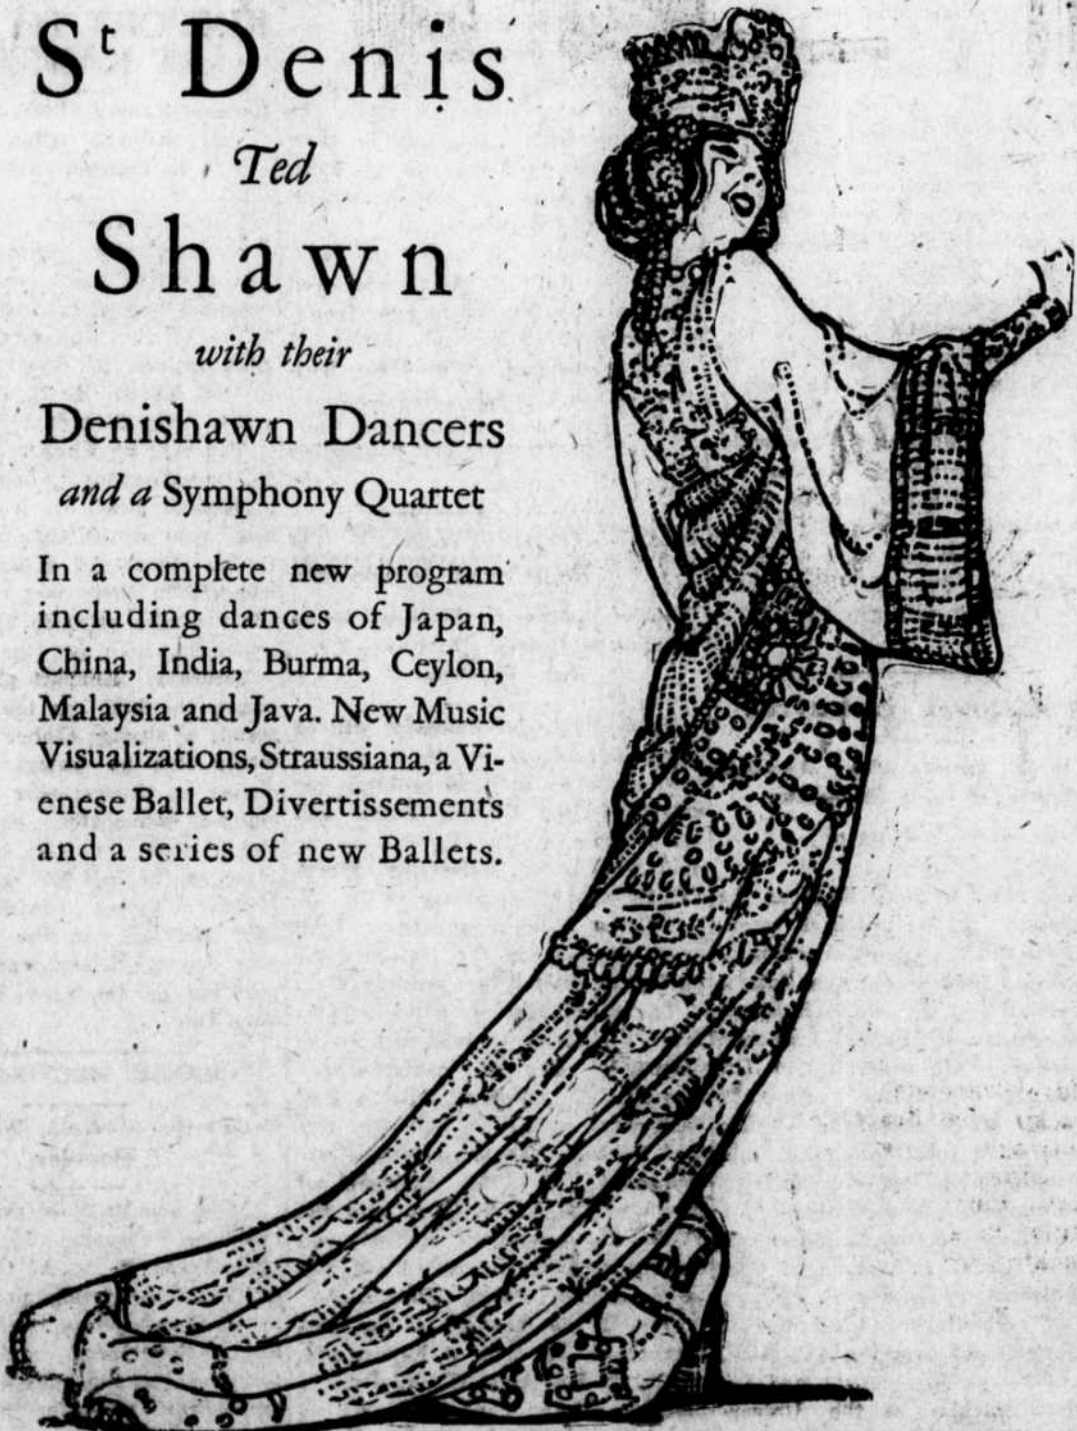 St Denis
Ted
Shawn
with their
Denishawn Dancers
and a Symphony Quartet
In a complete new program
including dances of Japan,
China, India, Burma, Ceylon,
Malaysia and Java. New Music
Visualizations, Straussiana, a Vi-
enese Ballet, Divertissements
and a series of new Ballets.